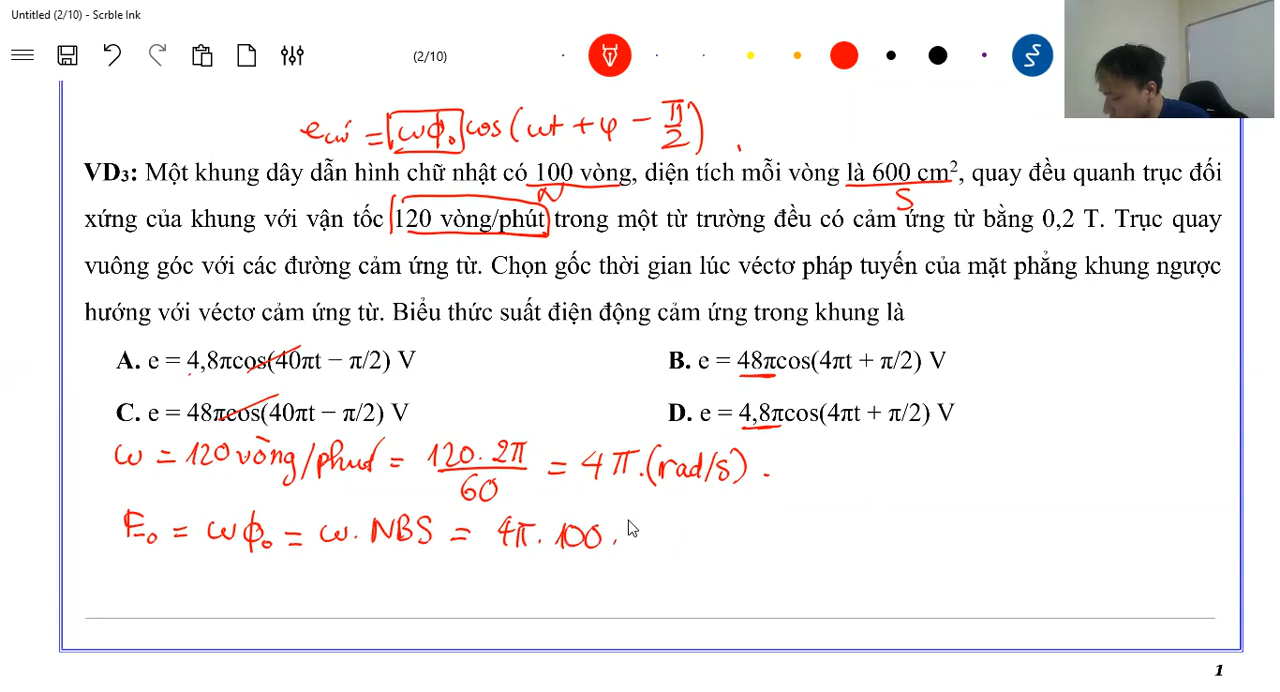 Untitled (2/10) - Scrble Ink
(2/10)
e cư = ωϕ₀ cos(ωt + φ − π/2).
VD₃: Một khung dây dẫn hình chữ nhật có 100 vòng, diện tích mỗi vòng là 600 cm², quay đều quanh trục đối
N
S
xứng của khung với vận tốc 120 vòng/phút trong một từ trường đều có cảm ứng từ bằng 0,2 T. Trục quay
vuông góc với các đường cảm ứng từ. Chọn gốc thời gian lúc véctơ pháp tuyến của mặt phẳng khung ngược
hướng với véctơ cảm ứng từ. Biểu thức suất điện động cảm ứng trong khung là
A. e = 4,8πcos(40πt − π/2) V
B. e = 48πcos(4πt + π/2) V
C. e = 48πcos(40πt − π/2) V
D. e = 4,8πcos(4πt + π/2) V
ω = 120 vòng/phút = 120. 2π / 60 = 4π.(rad/s).
E₀ = ωϕ₀ = ω. NBS = 4π. 100.
1